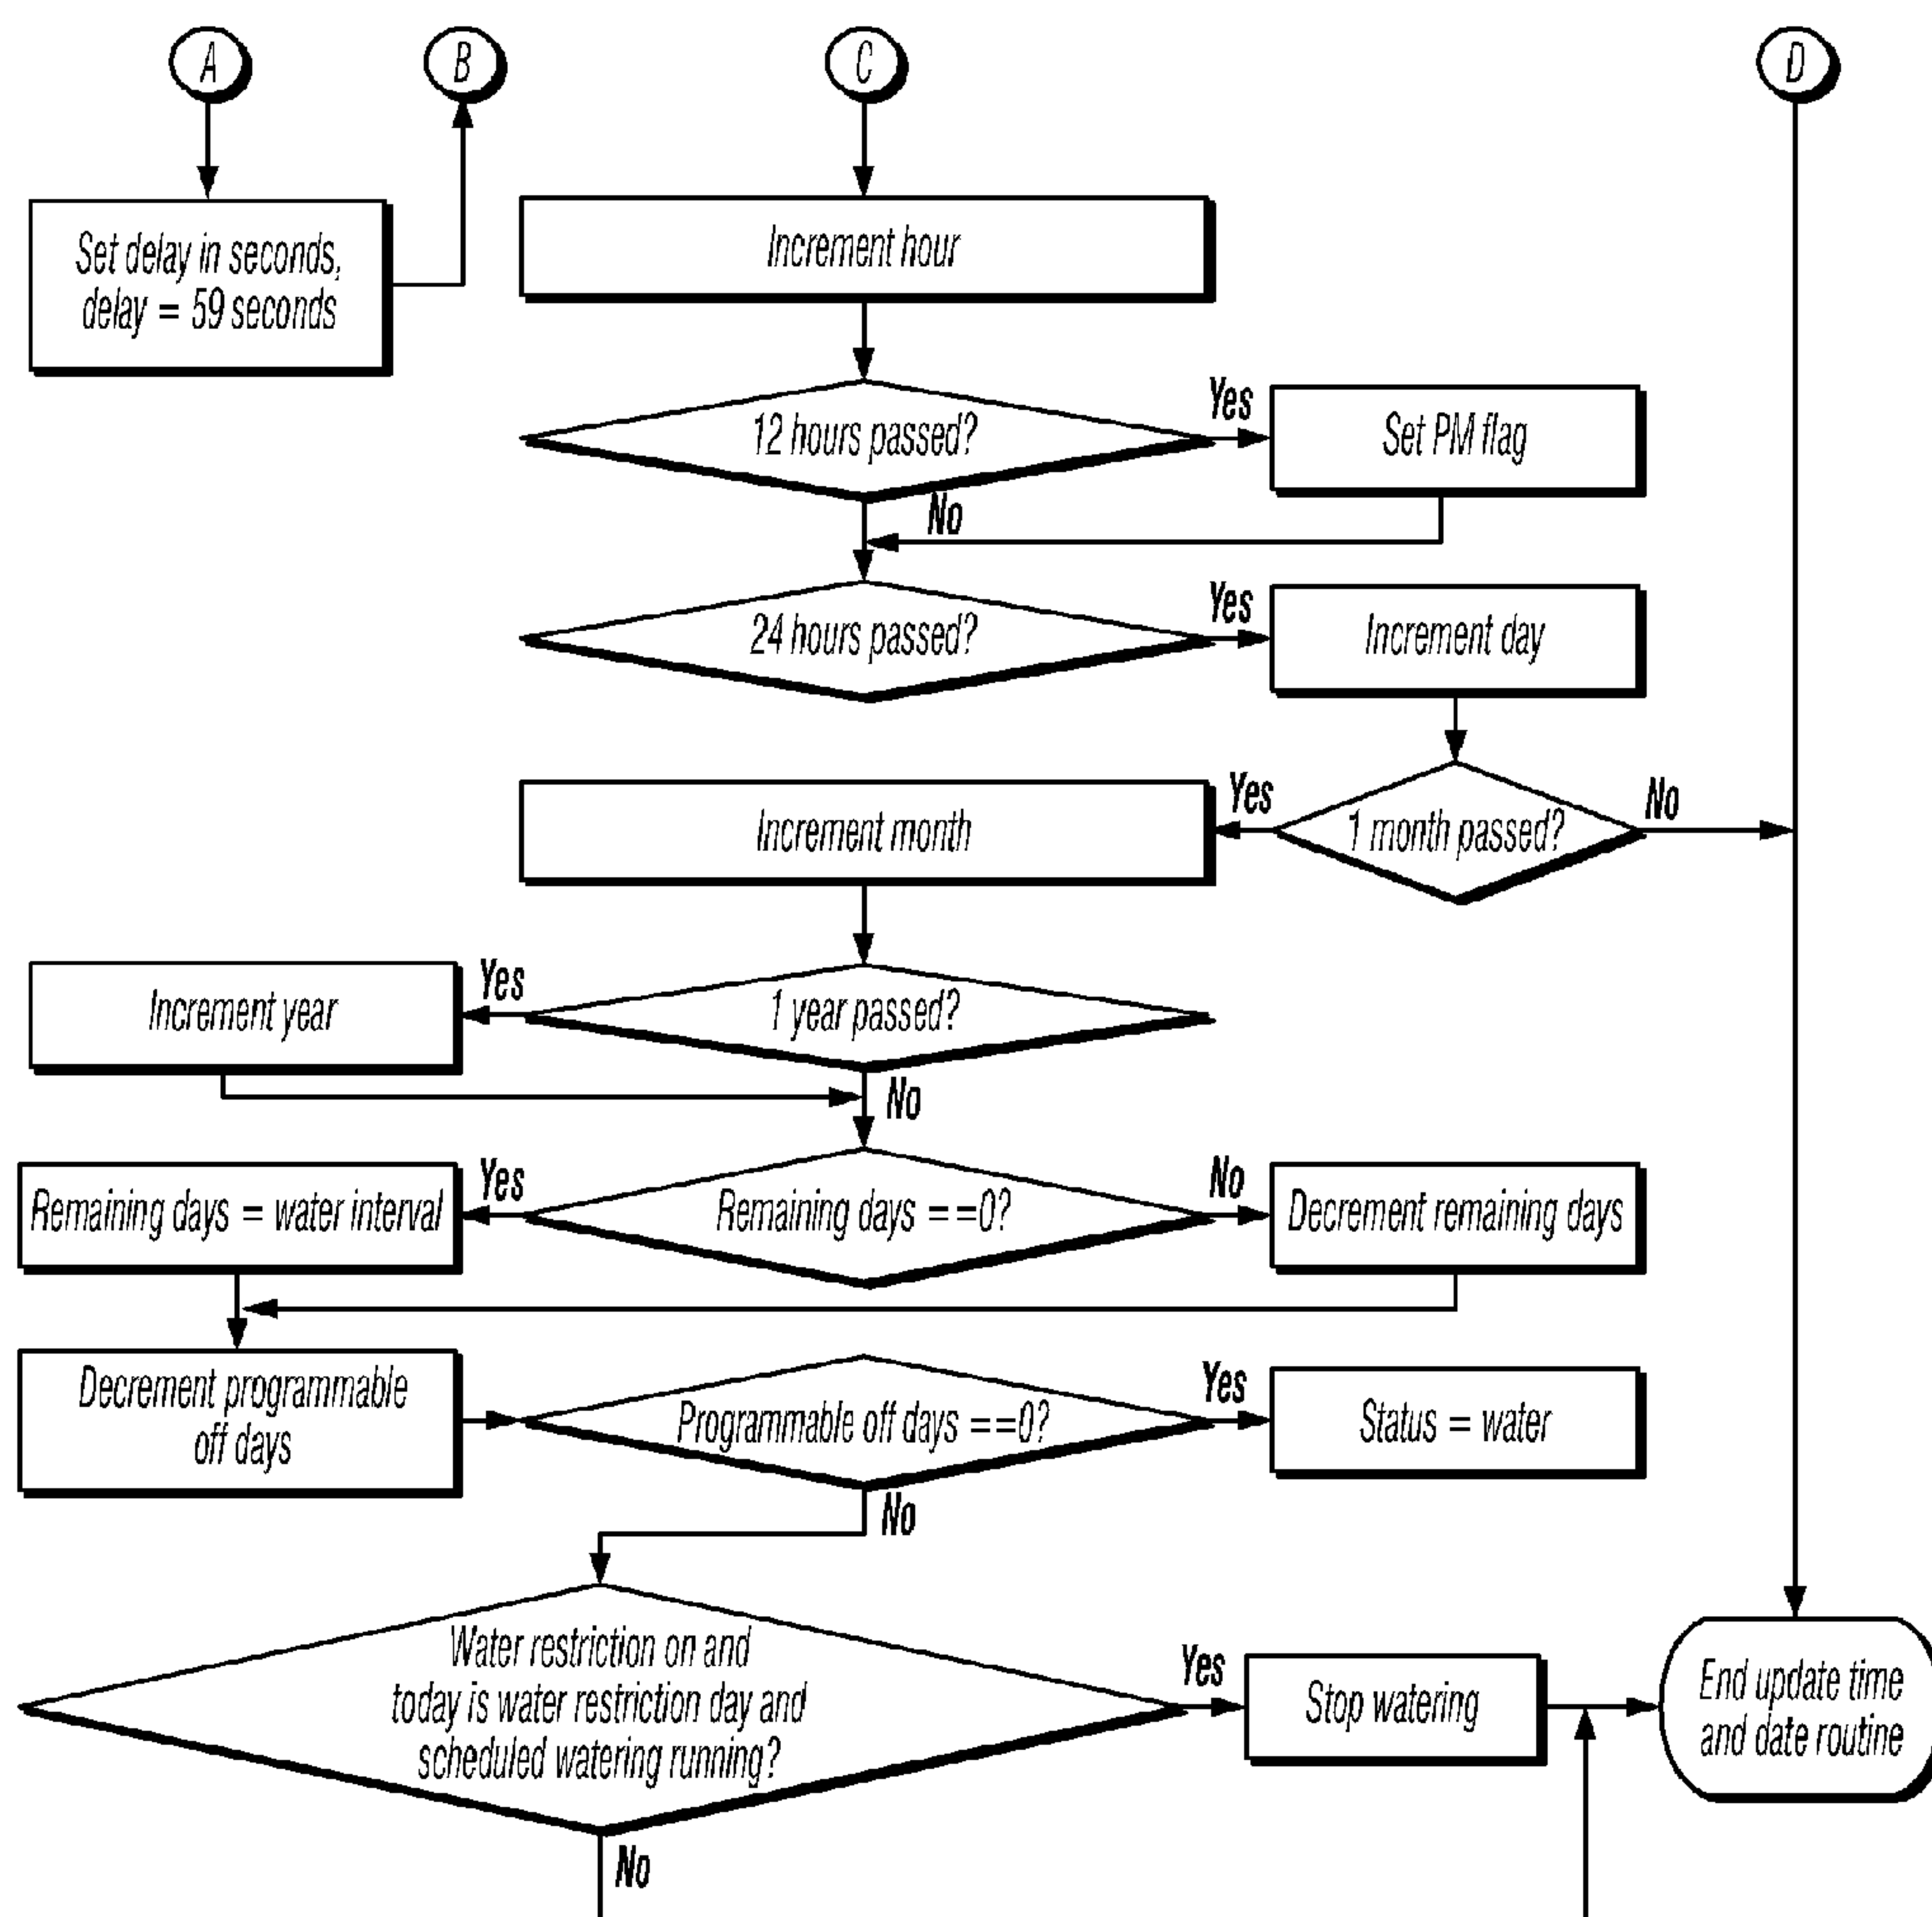 A
B
C
D
Set delay in seconds,
delay = 59 seconds
Increment hour
12 hours passed?
Yes
Set PM flag
No
24 hours passed?
Yes
Increment day
Increment month
Yes
1 month passed?
No
Increment year
Yes
1 year passed?
No
Remaining days = water interval
Yes
Remaining days ==0?
No
Decrement remaining days
Decrement programmable
off days
Programmable off days ==0?
Yes
Status = water
No
Water restriction on and
today is water restriction day and
scheduled watering running?
Yes
Stop watering
End update time
and date routine
No